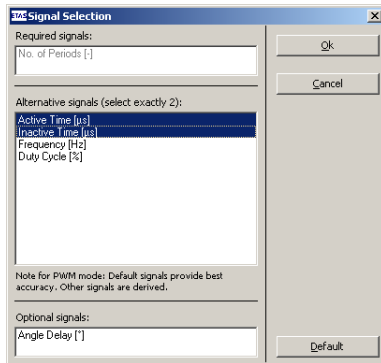 ETAS Signal Selection
Required signals:
No. of Periods [-]
Ok
Cancel
Alternative signals (select exactly 2):
Active Time [µs]
Inactive Time [µs]
Frequency [Hz]
Duty Cycle [%]
Note for PWM mode: Default signals provide best
accuracy. Other signals are derived.
Optional signals:
Angle Delay [°]
Default